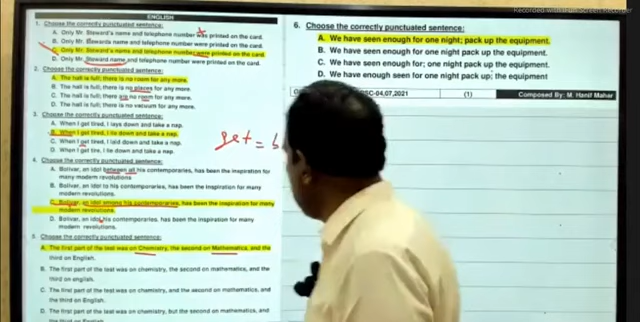 ENGLISH
1. Choose the correctly punctuated sentence:
A. Only Mr. Steward's name and telephone number was printed on the card.
B. Only Mr. Stewards name and telephone number were printed on the card.
C. Only Mr. Steward's name and telephone number were printed on the card.
D. Only Mr. Steward name and telephone number were printed on the card.
2. Choose the correctly punctuated sentence:
A. The hall is full; there is no room for any more.
B. The hall is full; there is no places for any more.
C. The hall is full; there are no room for any more.
D. The hall is full; there is no vacuum for any more.
3. Choose the correctly punctuated sentence:
A. When I get tired, I lays down and take a nap.
B. When I get tired, I lie down and take a nap.
C. When I get tired, I laid down and take a nap.
D. When I get tire, I lie down and take a nap.
get =
4. Choose the correctly punctuated sentence:
A. Bolivar, an idol between all his contemporaries, has been the inspiration for
many modern revolutions
B. Bolivar, an idol to his contemporaries, has been the inspiration for many
modern revolutions.
C. Bolivar, an idol among his contemporaries, has been the inspiration for many
modern revolutions.
D. Bolivar, an idol his contemporaries, has been the inspiration for many
modern revolutions.
5. Choose the correctly punctuated sentence:
A. The first part of the test was on Chemistry, the second on Mathematics, and the
third on English.
B. The first part of the test was on chemistry, the second on mathematics, and the
third on english.
C. The first part of the test was on chemistry, and the second on mathematics, and
the third on English.
D. The first part of the test was on chemistry, but the second on mathematics, and
the third on English.
6. Choose the correctly punctuated sentence:
A. We have seen enough for one night; pack up the equipment.
B. We have seen enough for one night pack up the equipment.
C. We have seen enough for; one night pack up the equipment.
D. We have enough seen for one night pack up; the equipment
SC-04,07,2021 (1) Composed By: M. Hanif Mahar